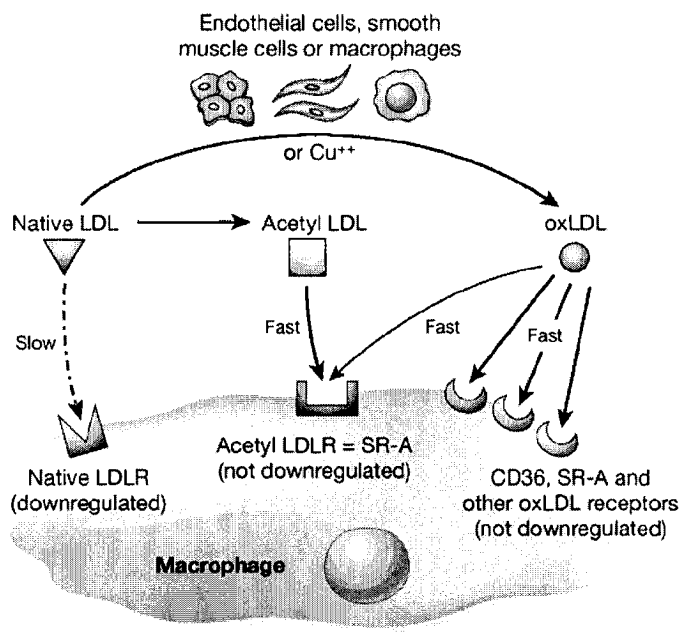 Endothelial cells, smooth
muscle cells or macrophages
or Cu++
Native LDL
Acetyl LDL
oxLDL
Slow
Fast
Fast
Fast
Native LDLR
(downregulated)
Acetyl LDLR = SR-A
(not downregulated)
CD36, SR-A and
other oxLDL receptors
(not downregulated)
Macrophage